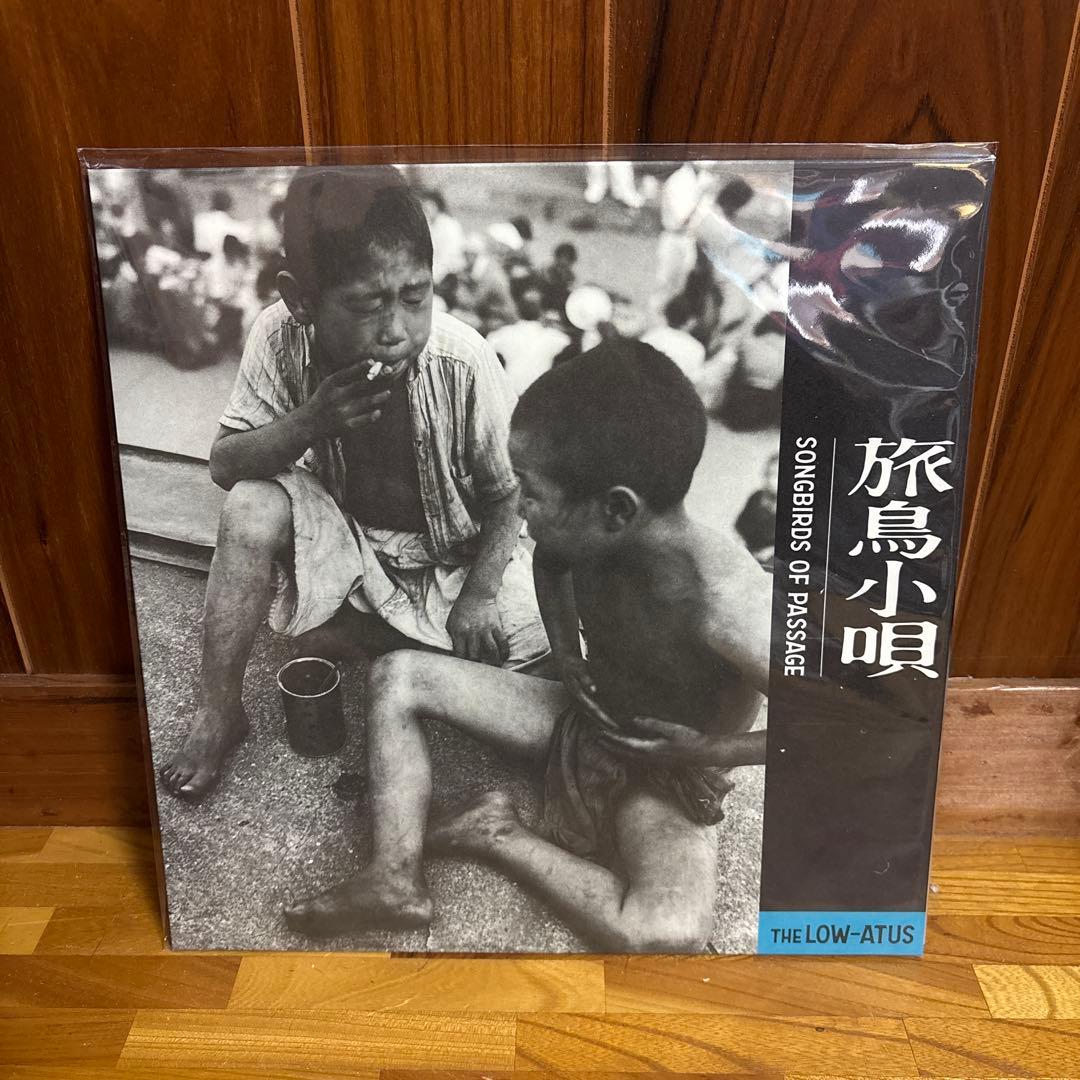 旅鳥小唄
SONGBIRDS OF PASSAGE
THE LOW-ATUS